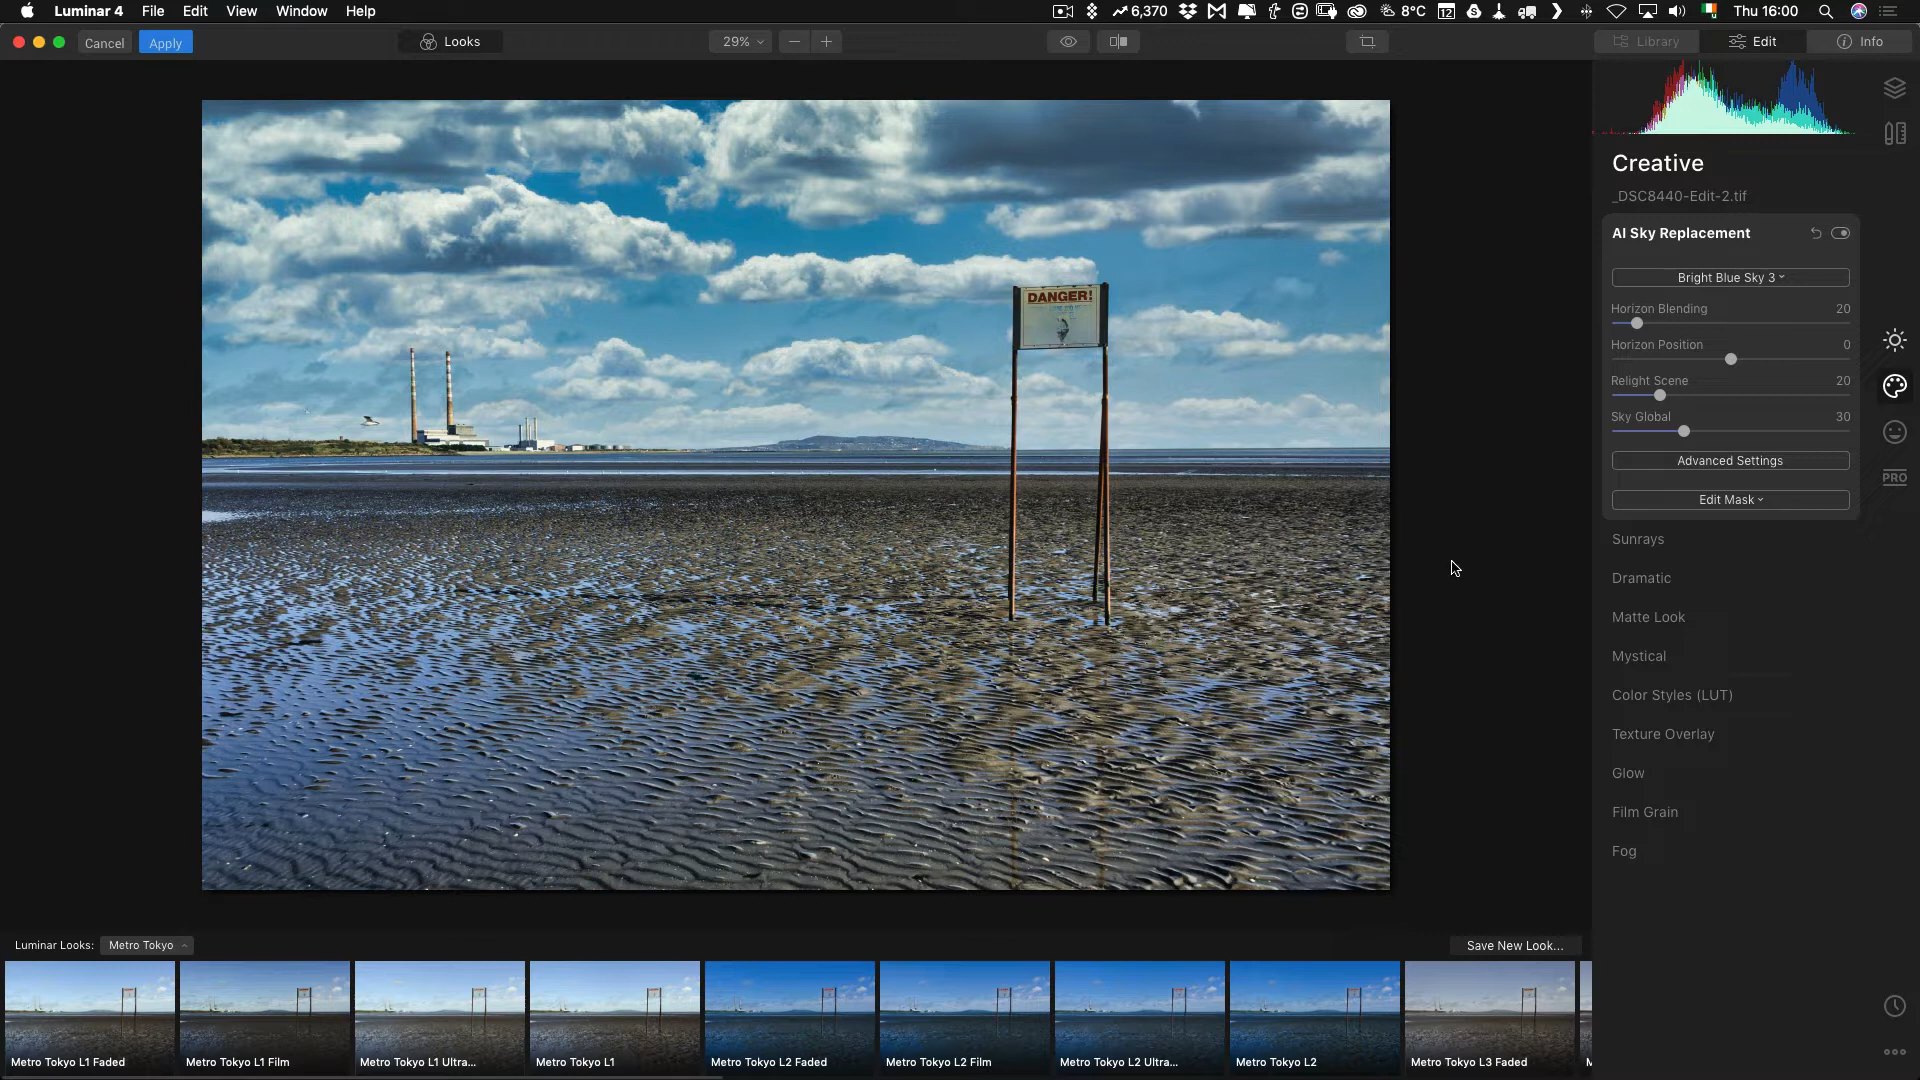 Luminar 4 File Edit View Window Help 6,370 8°C 12 Thu 16:00
Cancel Apply Looks 29% Library Edit Info
Creative
_DSC8440-Edit-2.tif
AI Sky Replacement
Bright Blue Sky 3
Horizon Blending 20
Horizon Position 0
Relight Scene 20
Sky Global 30
Advanced Settings
Edit Mask
PRO
Sunrays
Dramatic
Matte Look
Mystical
Color Styles (LUT)
Texture Overlay
Glow
Film Grain
Fog
DANGER!
Luminar Looks: Metro Tokyo Save New Look...
Metro Tokyo L1 Faded
Metro Tokyo L1 Film
Metro Tokyo L1 Ultra...
Metro Tokyo L1
Metro Tokyo L2 Faded
Metro Tokyo L2 Film
Metro Tokyo L2 Ultra...
Metro Tokyo L2
Metro Tokyo L3 Faded